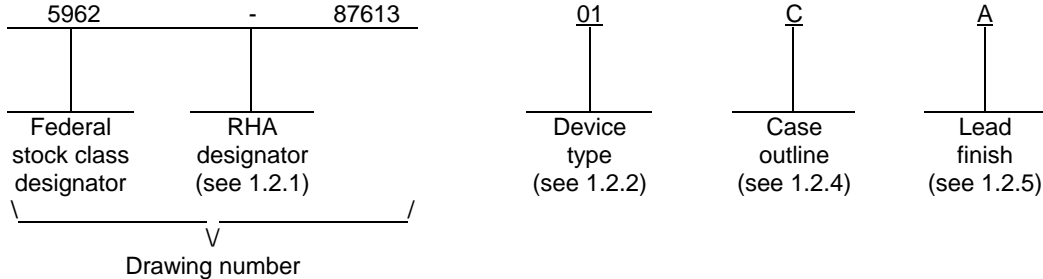 5962 - 87613 01 C A
Federal stock class designator
RHA designator (see 1.2.1)
Device type (see 1.2.2)
Case outline (see 1.2.4)
Lead finish (see 1.2.5)
Drawing number